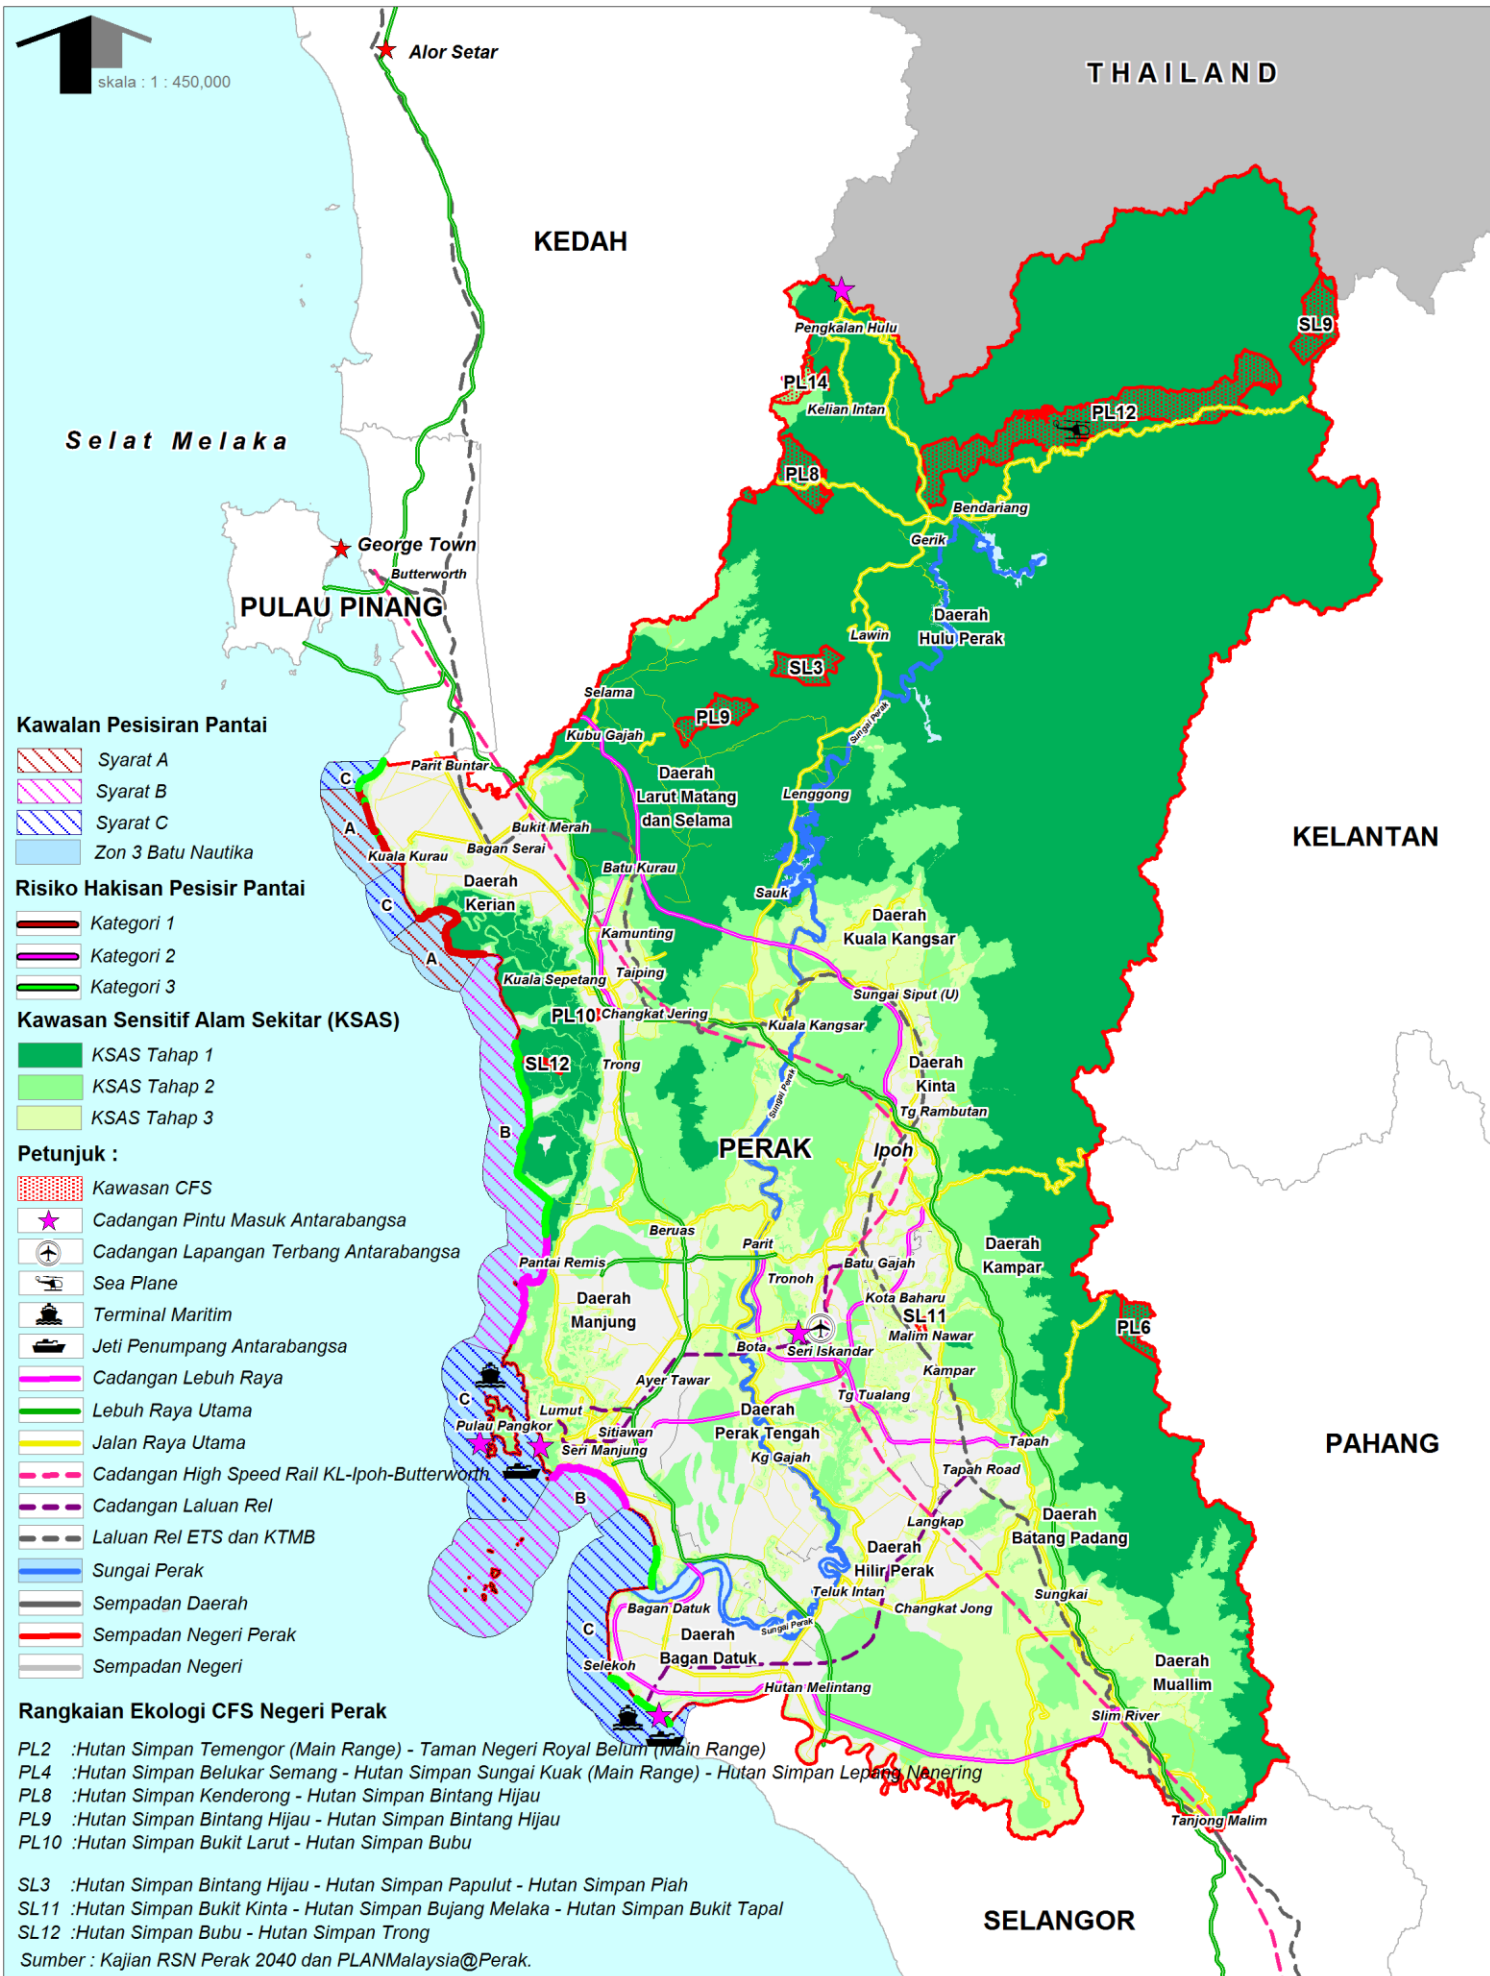 skala : 1 : 450,000
Alor Setar
THAILAND
KEDAH
Pengkalan Hulu
SL9
PL14
Kelian Intan
PL12
Selat Melaka
PL8
Bendariang
Gerik
George Town
Butterworth
PULAU PINANG
Daerah
Hulu Perak
Lawin
SL3
Selama
PL9
Sungai Perak
Kubu Gajah
Kawalan Pesisiran Pantai
Syarat A
Syarat B
Syarat C
Zon 3 Batu Nautika
Parit Buntar
C
Daerah
Larut Matang
dan Selama
Lenggong
A
Bukit Merah
Bagan Serai
Kuala Kurau
KELANTAN
Batu Kurau
Daerah
Kerian
Sauk
Risiko Hakisan Pesisir Pantai
Kategori 1
Kategori 2
Kategori 3
C
Daerah
Kuala Kangsar
Kamunting
A
Kuala Sepetang
Taiping
Sungai Siput (U)
PL10
Changkat Jering
Kuala Kangsar
Kawasan Sensitif Alam Sekitar (KSAS)
KSAS Tahap 1
KSAS Tahap 2
KSAS Tahap 3
SL12
Trong
Daerah
Kinta
Sungai Perak
Tg Rambutan
B
PERAK
Ipoh
Petunjuk :
Kawasan CFS
Cadangan Pintu Masuk Antarabangsa
Cadangan Lapangan Terbang Antarabangsa
Sea Plane
Terminal Maritim
Jeti Penumpang Antarabangsa
Cadangan Lebuh Raya
Lebuh Raya Utama
Jalan Raya Utama
Cadangan High Speed Rail KL-Ipoh-Butterworth
Cadangan Laluan Rel
Laluan Rel ETS dan KTMB
Sungai Perak
Sempadan Daerah
Sempadan Negeri Perak
Sempadan Negeri
Beruas
Parit
Daerah
Kampar
Pantai Remis
Batu Gajah
Tronoh
Daerah
Manjung
Kota Baharu
SL11
PL6
Malim Nawar
Bota
Seri Iskandar
Kampar
Ayer Tawar
Tg Tualang
C
Lumut
Daerah
Perak Tengah
Pulau Pangkor
Sitiawan
Seri Manjung
Tapah
PAHANG
Kg Gajah
Tapah Road
B
Langkap
Daerah
Batang Padang
Daerah
Hilir Perak
Teluk Intan
Sungkai
Bagan Datuk
Changkat Jong
C
Sungai Perak
Daerah
Bagan Datuk
Selekoh
Daerah
Muallim
Hutan Melintang
Slim River
Tanjong Malim
SELANGOR
Rangkaian Ekologi CFS Negeri Perak
PL2 :Hutan Simpan Temengor (Main Range) - Taman Negeri Royal Belum (Main Range)
PL4 :Hutan Simpan Belukar Semang - Hutan Simpan Sungai Kuak (Main Range) - Hutan Simpan Lepang Nenering
PL8 :Hutan Simpan Kenderong - Hutan Simpan Bintang Hijau
PL9 :Hutan Simpan Bintang Hijau - Hutan Simpan Bintang Hijau
PL10 :Hutan Simpan Bukit Larut - Hutan Simpan Bubu
SL3 :Hutan Simpan Bintang Hijau - Hutan Simpan Papulut - Hutan Simpan Piah
SL11 :Hutan Simpan Bukit Kinta - Hutan Simpan Bujang Melaka - Hutan Simpan Bukit Tapal
SL12 :Hutan Simpan Bubu - Hutan Simpan Trong
Sumber : Kajian RSN Perak 2040 dan PLANMalaysia@Perak.